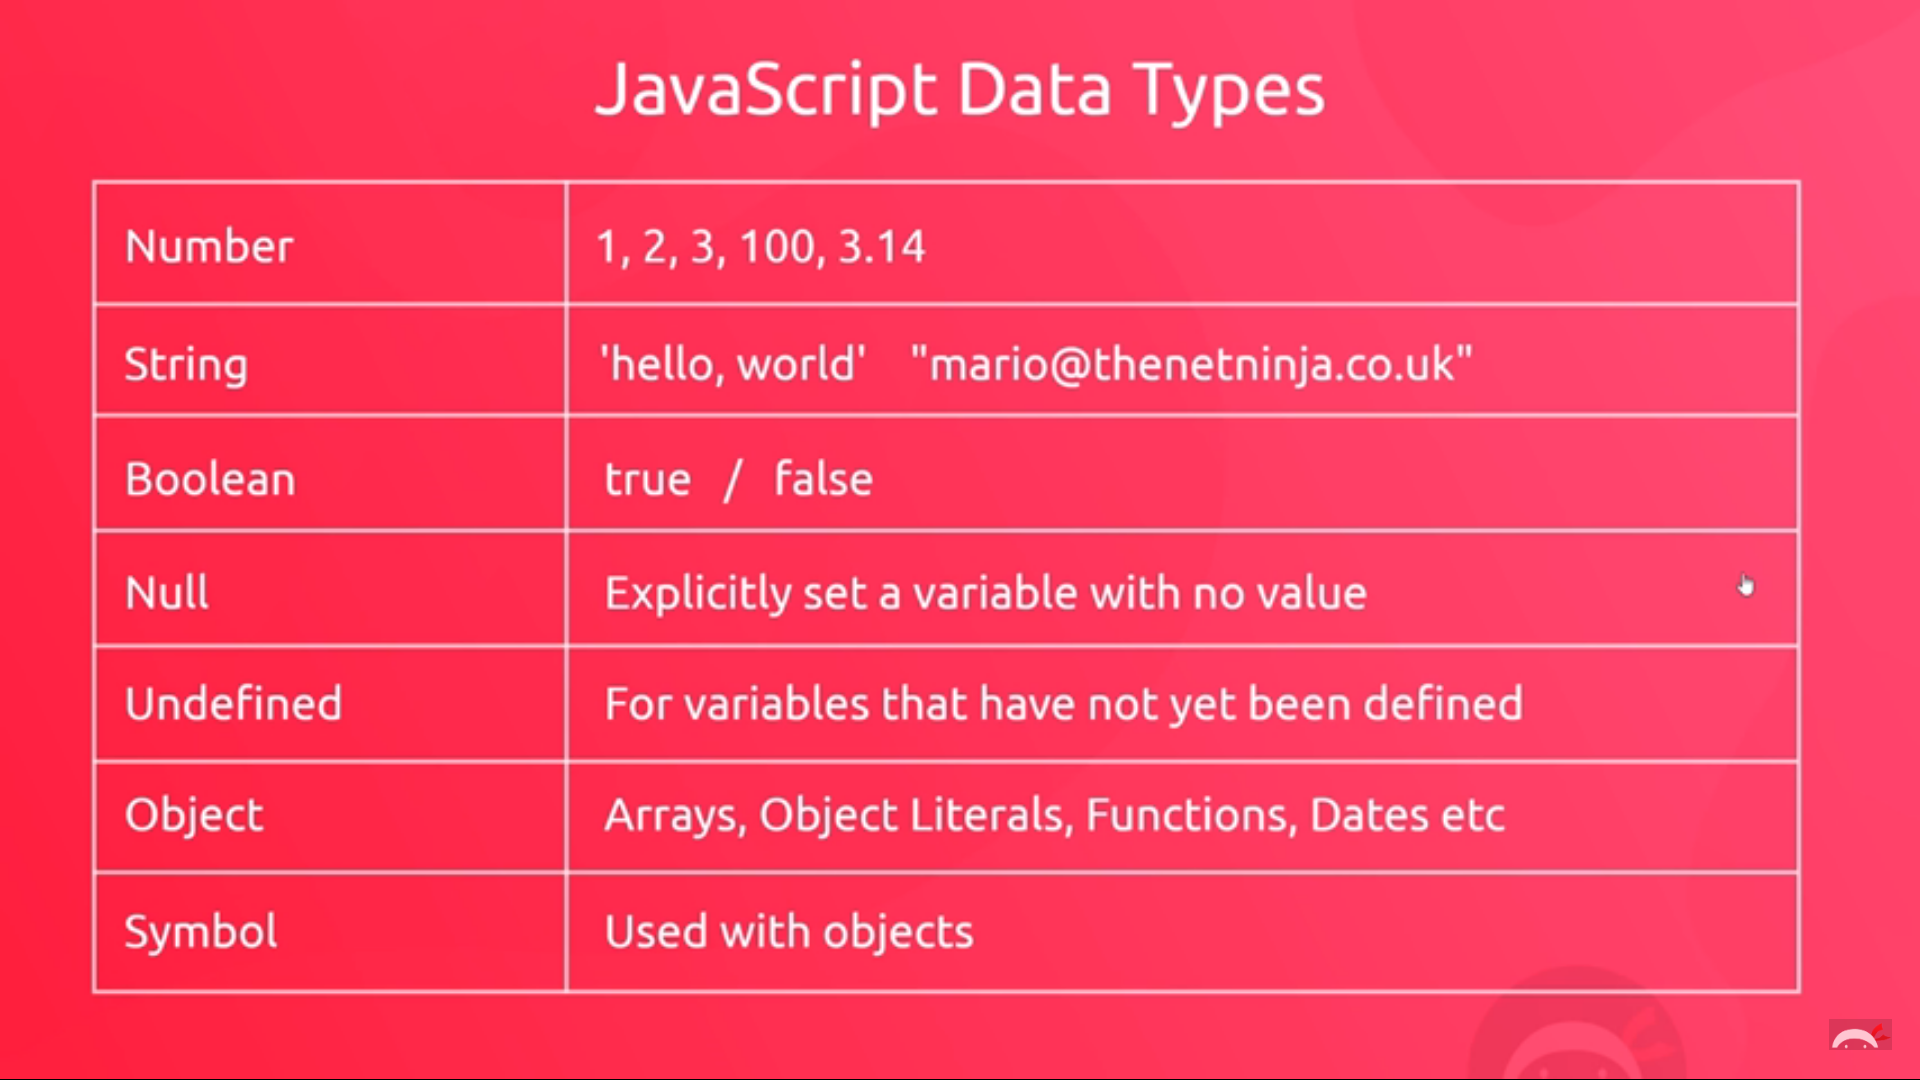 JavaScript Data Types
Number 1, 2, 3, 100, 3.14
String 'hello, world' "mario@thenetninja.co.uk"
Boolean true / false
Null Explicitly set a variable with no value
Undefined For variables that have not yet been defined
Object Arrays, Object Literals, Functions, Dates etc
Symbol Used with objects